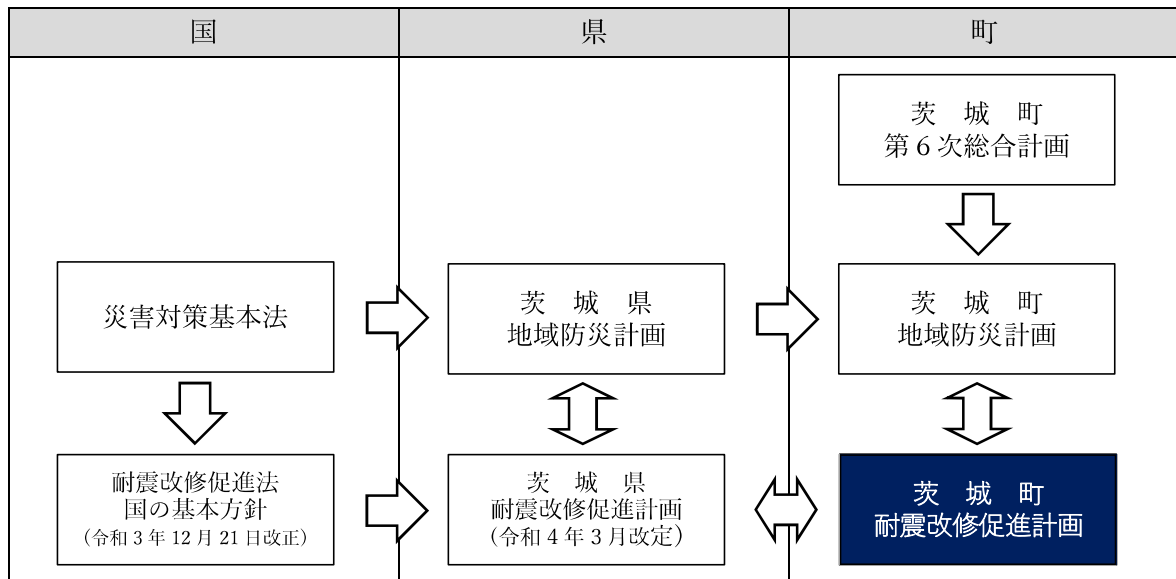 国
県
町
茨 城 町
第6次総合計画
災害対策基本法
茨 城 県
地域防災計画
茨 城 町
地域防災計画
耐震改修促進法
国の基本方針
(令和3年12月21日改正)
茨 城 県
耐震改修促進計画
(令和4年3月改定)
茨 城 町
耐震改修促進計画